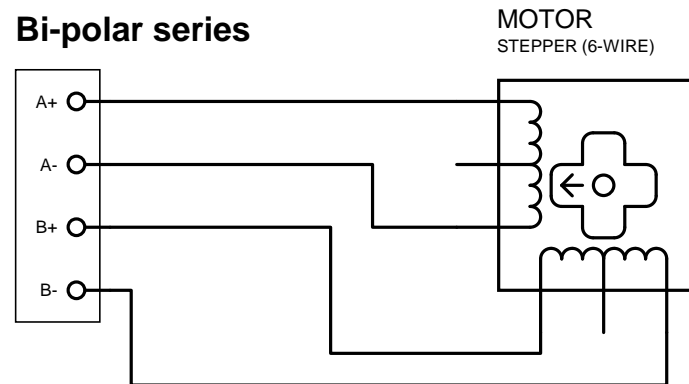 Bi-polar series
MOTOR
STEPPER (6-WIRE)
A+
A-
B+
B-